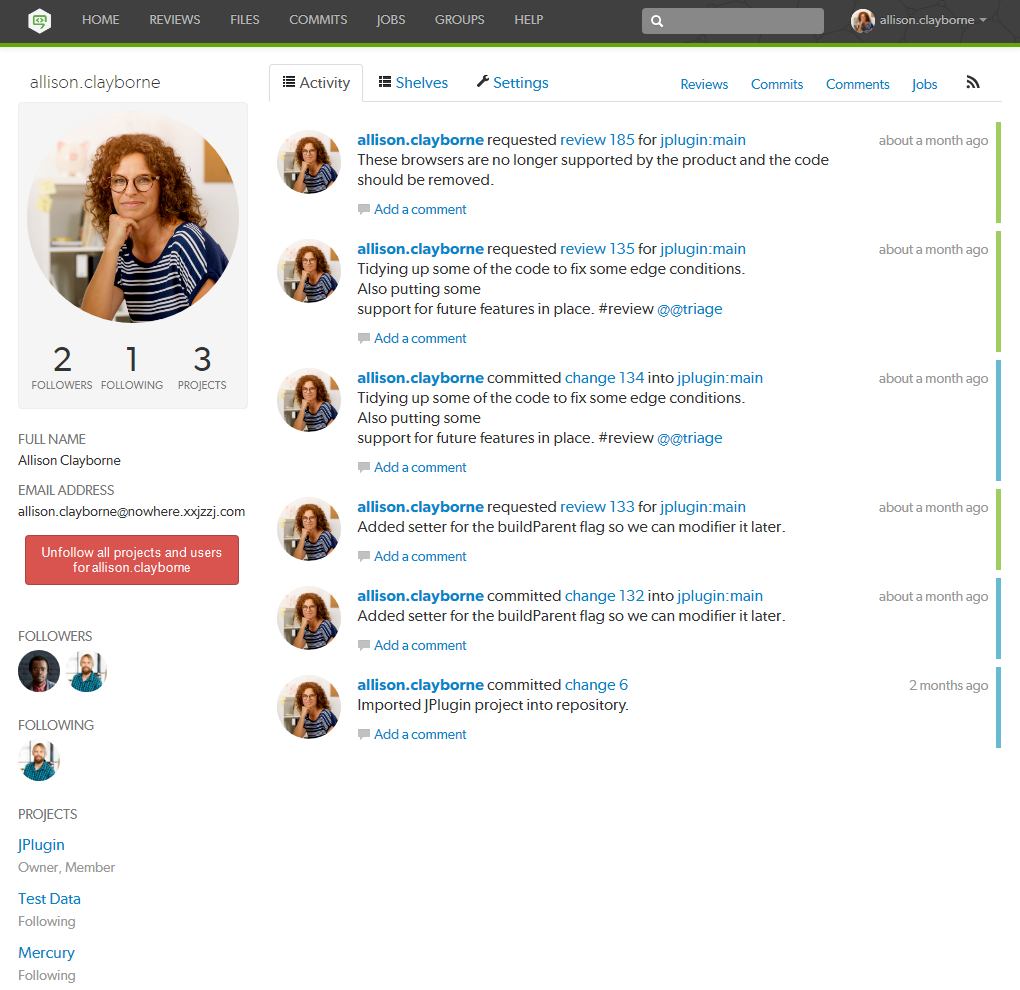 HOME REVIEWS FILES COMMITS JOBS GROUPS HELP allison.clayborne
allison.clayborne
2 1 3
FOLLOWERS FOLLOWING PROJECTS
FULL NAME
Allison Clayborne
EMAIL ADDRESS
allison.clayborne@nowhere.xxjzzj.com
Unfollow all projects and users
for allison.clayborne
FOLLOWERS
FOLLOWING
PROJECTS
JPlugin
Owner, Member
Test Data
Following
Mercury
Following
Activity Shelves Settings Reviews Commits Comments Jobs
allison.clayborne requested review 185 for jplugin:main about a month ago
These browsers are no longer supported by the product and the code
should be removed.
Add a comment
allison.clayborne requested review 135 for jplugin:main about a month ago
Tidying up some of the code to fix some edge conditions.
Also putting some
support for future features in place. #review @@triage
Add a comment
allison.clayborne committed change 134 into jplugin:main about a month ago
Tidying up some of the code to fix some edge conditions.
Also putting some
support for future features in place. #review @@triage
Add a comment
allison.clayborne requested review 133 for jplugin:main about a month ago
Added setter for the buildParent flag so we can modifier it later.
Add a comment
allison.clayborne committed change 132 into jplugin:main about a month ago
Added setter for the buildParent flag so we can modifier it later.
Add a comment
allison.clayborne committed change 6 2 months ago
Imported JPlugin project into repository.
Add a comment